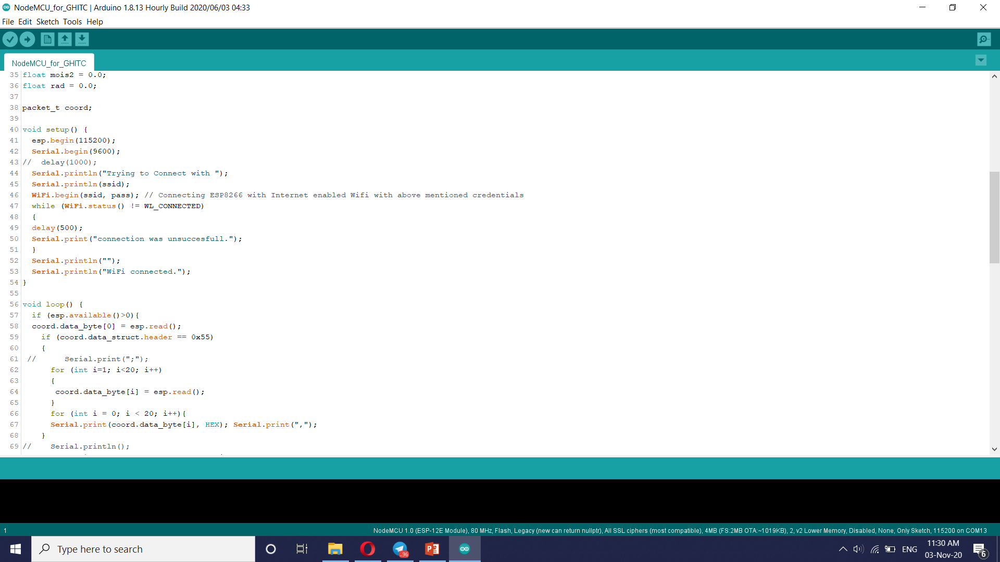 NodeMCU_for_GHITC | Arduino 1.8.13 Hourly Build 2020/06/03 04:33
File Edit Sketch Tools Help
NodeMCU_for_GHITC
35 float mois2 = 0.0;
36 float rad = 0.0;
37
38 packet_t coord;
39
40 void setup() {
41 esp.begin(115200);
42 Serial.begin(9600);
43 // delay(1000);
44 Serial.println("Trying to Connect with ");
45 Serial.println(ssid);
46 WiFi.begin(ssid, pass); // Connecting ESP8266 with Internet enabled Wifi with above mentioned credentials
47 while (WiFi.status() != WL_CONNECTED)
48 {
49 delay(500);
50 Serial.print("connection was unsuccesfull.");
51 }
52 Serial.println("");
53 Serial.println("WiFi connected.");
54 }
55
56 void loop() {
57 if (esp.available()>0){
58 coord.data_byte[0] = esp.read();
59 if (coord.data_struct.header == 0x55)
60 {
61 // Serial.print(";");
62 for (int i=1; i<20; i++)
63 {
64 coord.data_byte[i] = esp.read();
65 }
66 for (int i = 0; i < 20; i++){
67 Serial.print(coord.data_byte[i], HEX); Serial.print(",");
68 }
69 // Serial.println();
1 NodeMCU 1.0 (ESP-12E Module), 80 MHz, Flash, Legacy (new can return nullptr), All SSL ciphers (most compatible), 4MB (FS:2MB OTA:~1019KB), 2, v2 Lower Memory, Disabled, None, Only Sketch, 115200 on COM13
Type here to search
..96
ENG
11:30 AM
03-Nov-20
6